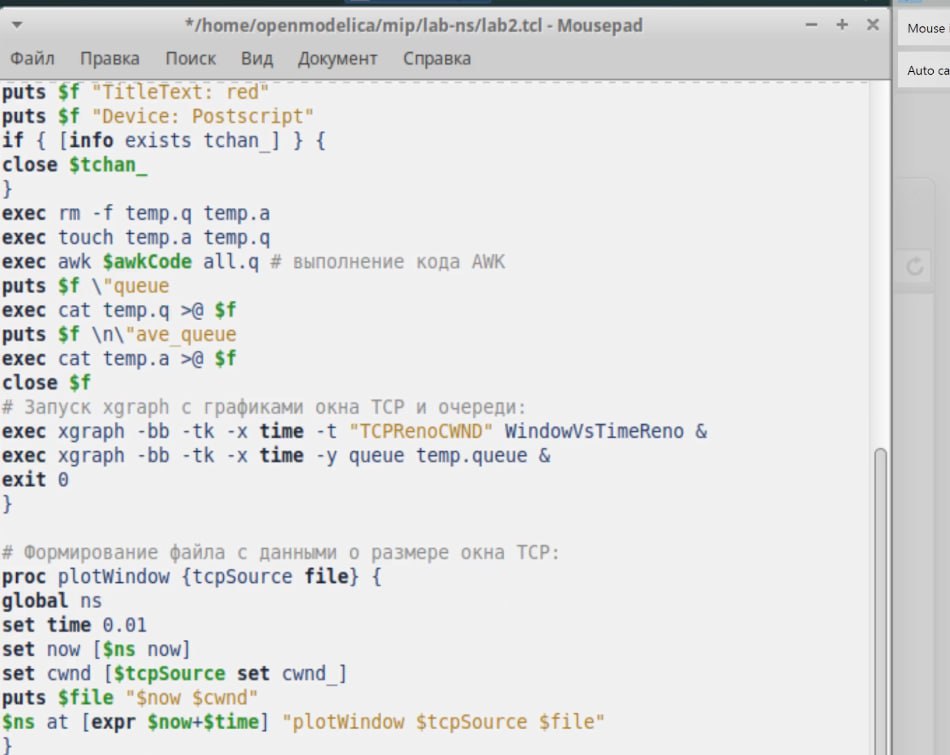 */home/openmodelica/mip/lab-ns/lab2.tcl - Mousepad
Mouse
Файл Правка Поиск Вид Документ Справка
Auto ca
puts $f "TitleText: red"
puts $f "Device: Postscript"
if { [info exists tchan_] } {
close $tchan_
}
exec rm -f temp.q temp.a
exec touch temp.a temp.q
exec awk $awkCode all.q # выполнение кода AWK
puts $f \"queue
exec cat temp.q >@ $f
puts $f \n\"ave_queue
exec cat temp.a >@ $f
close $f
# Запуск xgraph с графиками окна TCP и очереди:
exec xgraph -bb -tk -x time -t "TCPRenoCWND" WindowVsTimeReno &
exec xgraph -bb -tk -x time -y queue temp.queue &
exit 0
}
# Формирование файла с данными о размере окна TCP:
proc plotWindow {tcpSource file} {
global ns
set time 0.01
set now [$ns now]
set cwnd [$tcpSource set cwnd_]
puts $file "$now $cwnd"
$ns at [expr $now+$time] "plotWindow $tcpSource $file"
}